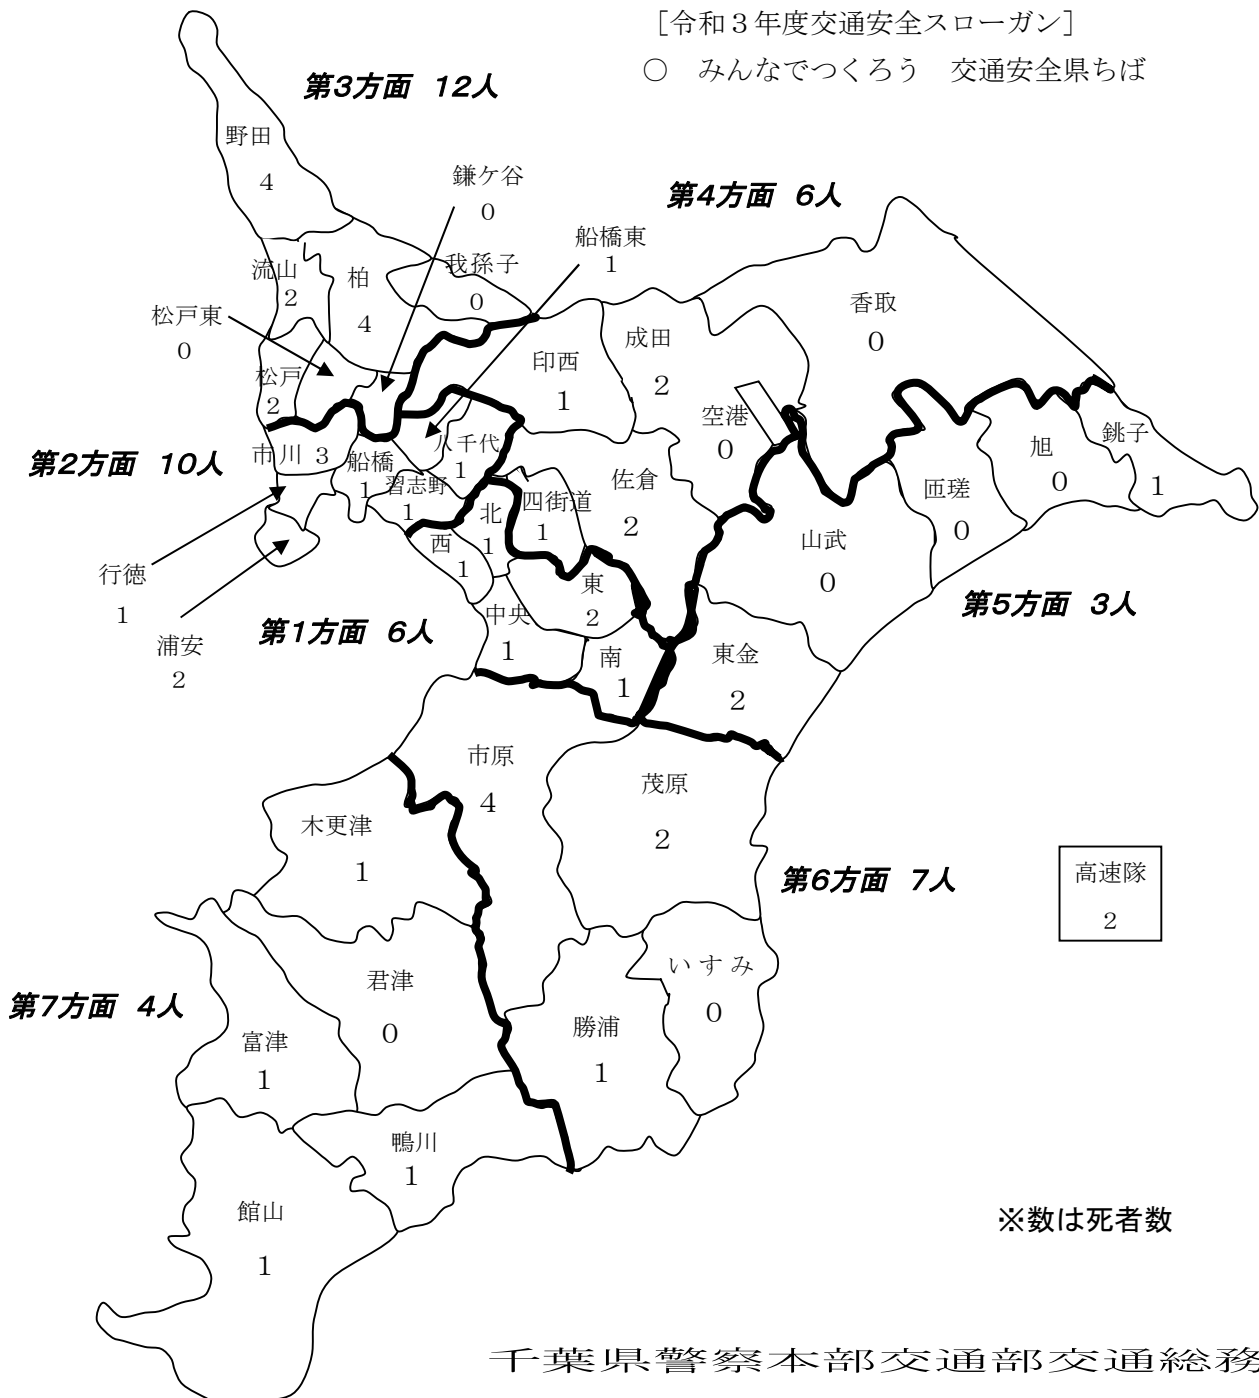 ［令和３年度交通安全スローガン］
○　みんなでつくろう　交通安全県ちば
第3方面 12人
野田
4
鎌ケ谷
0
第4方面 6人
船橋東
1
流山
2
柏
4
我孫子
0
松戸東
0
香取
0
成田
2
印西
1
松戸
2
空港
0
市川 3
第2方面 10人
船橋
1
八千代
1
習志野
1
佐倉
2
四街道
1
北
1
西
1
旭
0
銚子
1
匝瑳
0
山武
0
行徳
1
浦安
2
第1方面 6人
東
2
中央
1
南
1
東金
2
第5方面 3人
市原
4
茂原
2
木更津
1
第6方面 7人
高速隊
2
いすみ
0
君津
0
第7方面 4人
富津
1
勝浦
1
鴨川
1
館山
1
※数は死者数
千葉県警察本部交通部交通総務